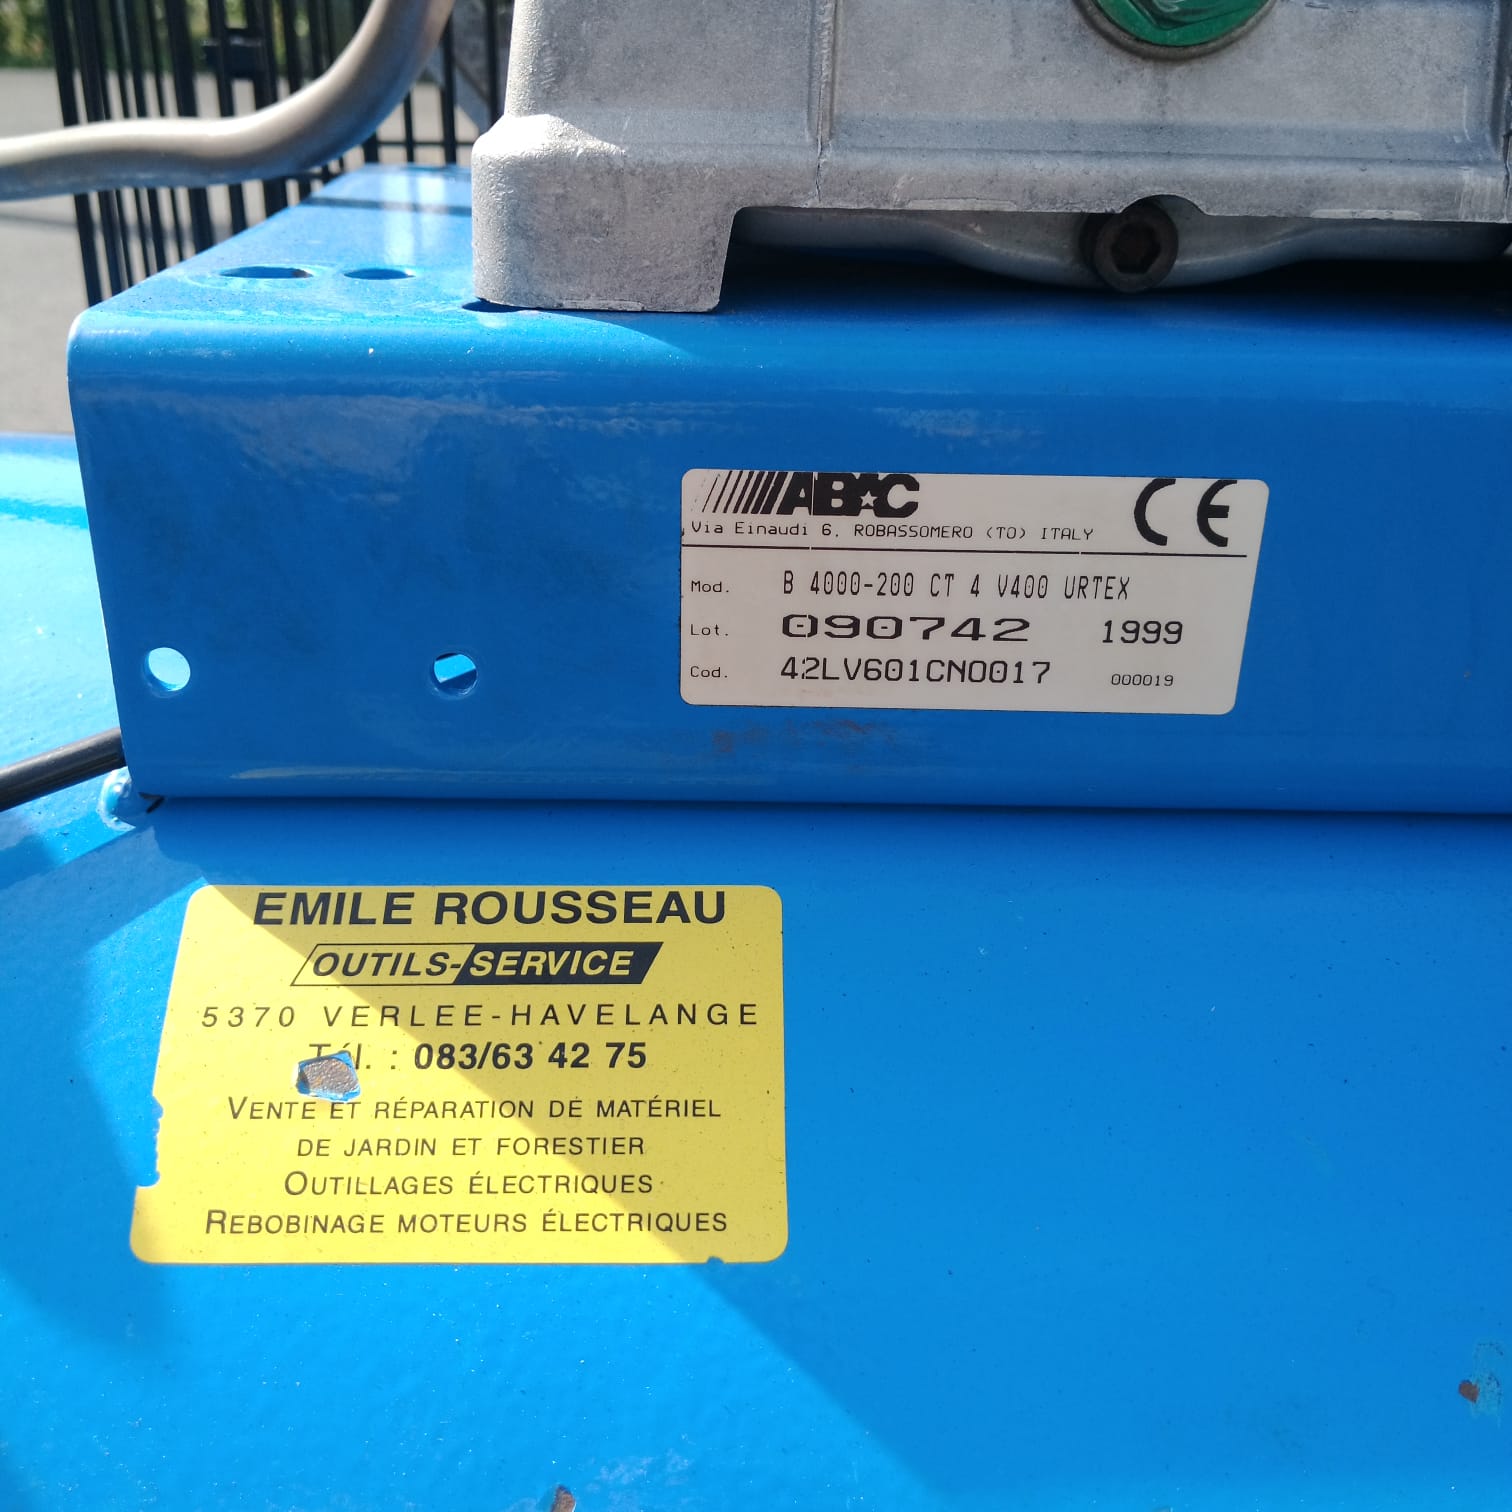 ABAC
Via Einaudi 6, ROBASSOMERO (TO) ITALY
CE
Mod. B 4000-200 CT 4 V400 URTEX
Lot. 090742 1999
Cod. 42LV601CN0017 000019
EMILE ROUSSEAU
OUTILS-SERVICE
5370 VERLEE-HAVELANGE
Tél. : 083/63 42 75
VENTE ET RÉPARATION DE MATÉRIEL
DE JARDIN ET FORESTIER
OUTILLAGES ÉLECTRIQUES
REBOBINAGE MOTEURS ÉLECTRIQUES